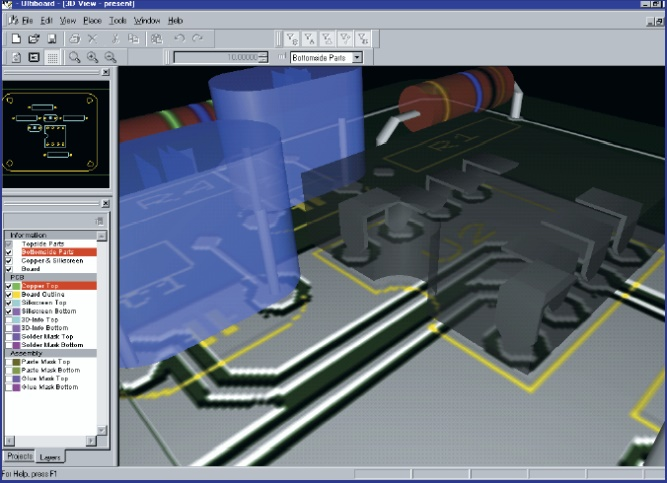 - Ultiboard - [3D View - present]
File Edit View Place Tools Window Help
10.00000
Bottomside Parts
Information
Topside Parts
Bottomside Parts
Copper & Silkscreen
Board
PCB
Copper Top
Board Outline
Silkscreen Top
Silkscreen Bottom
3D-Info Top
3D-Info Bottom
Solder Mask Top
Solder Mask Bottom
Assembly
Paste Mask Top
Paste Mask Bottom
Glue Mask Top
Glue Mask Bottom
Projects Layers
For Help, press F1
R4